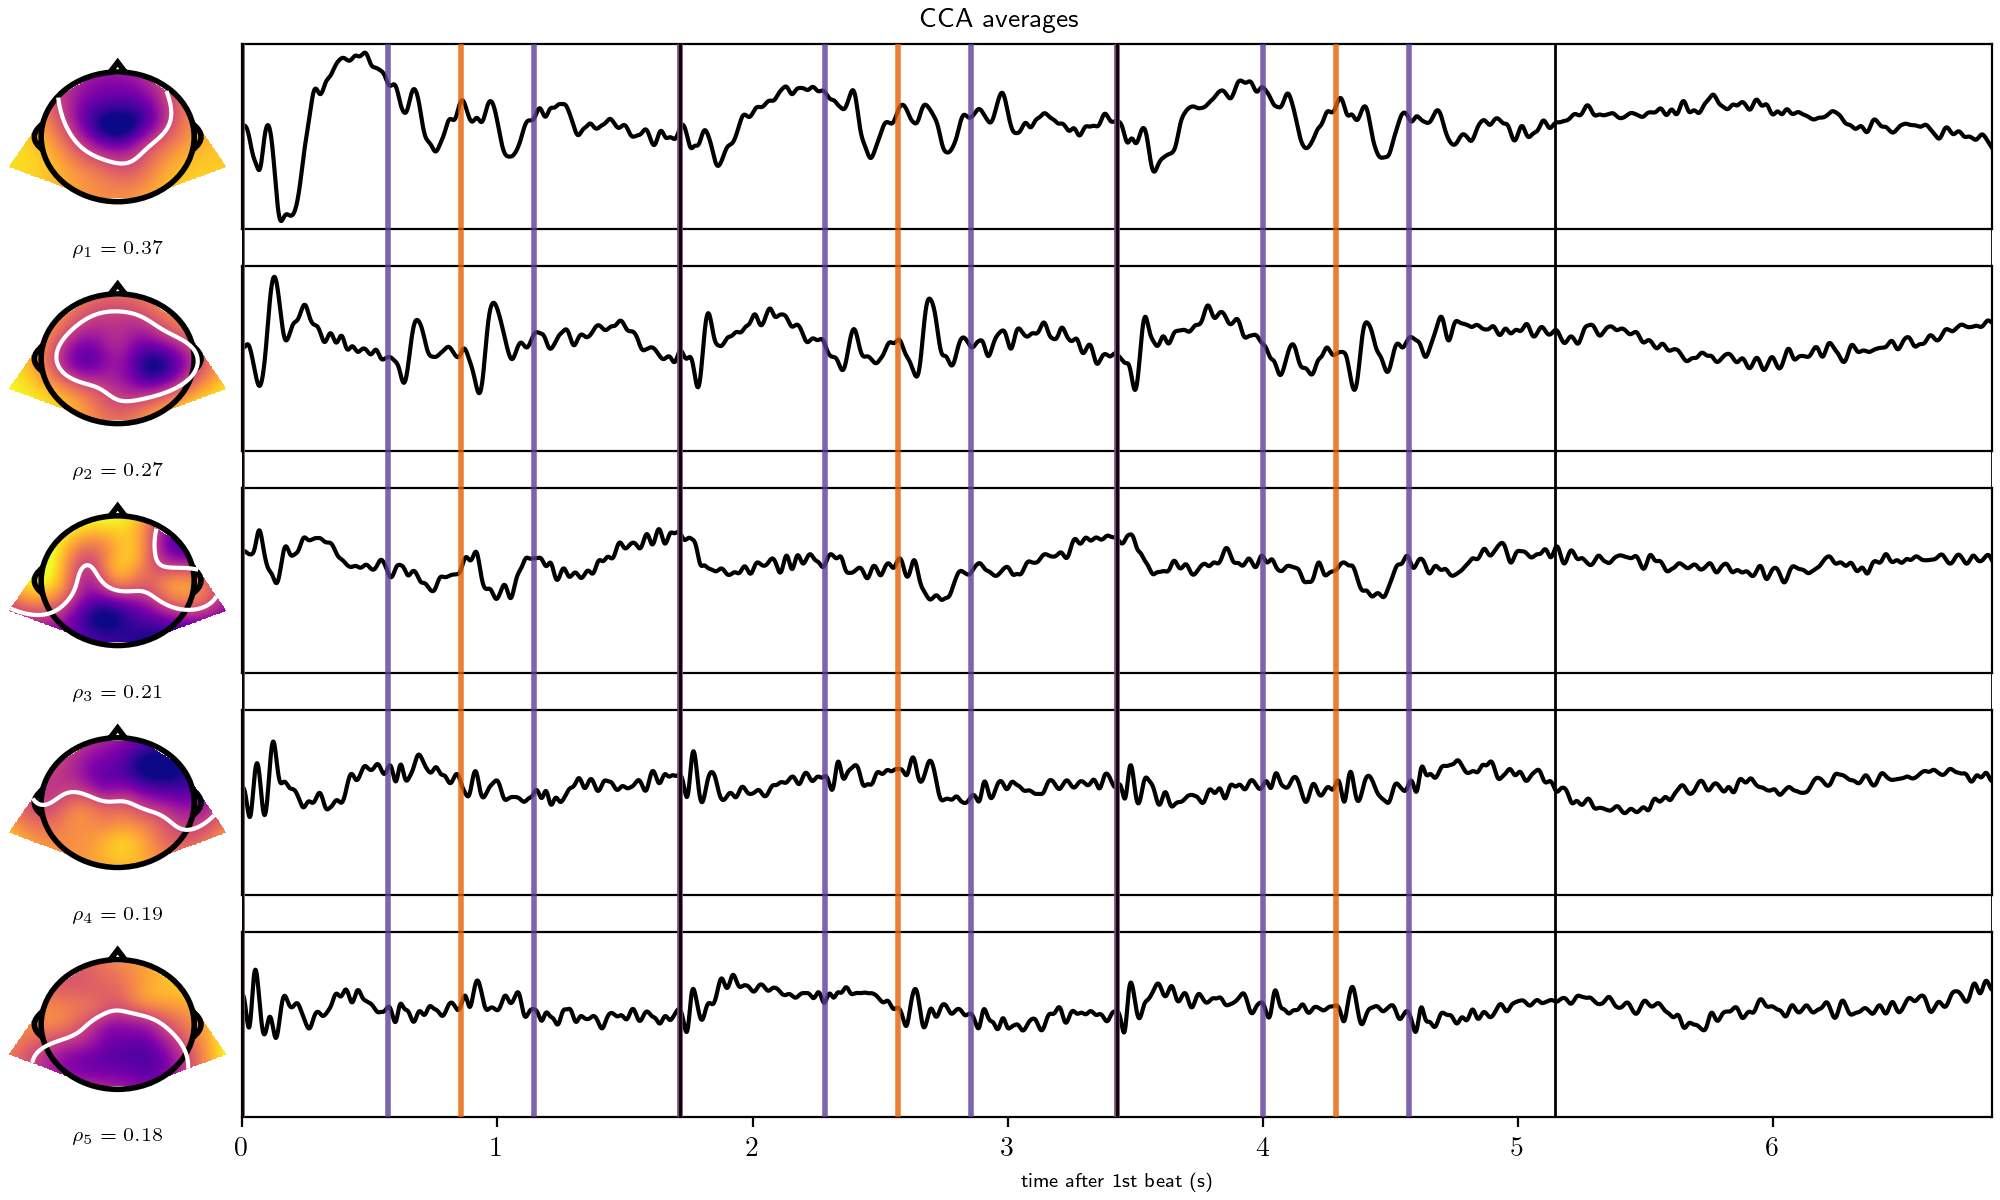 CCA averages
ρ₁ = 0.37
ρ₂ = 0.27
ρ₃ = 0.21
ρ₄ = 0.19
ρ₅ = 0.18
0 1 2 3 4 5 6
time after 1st beat (s)